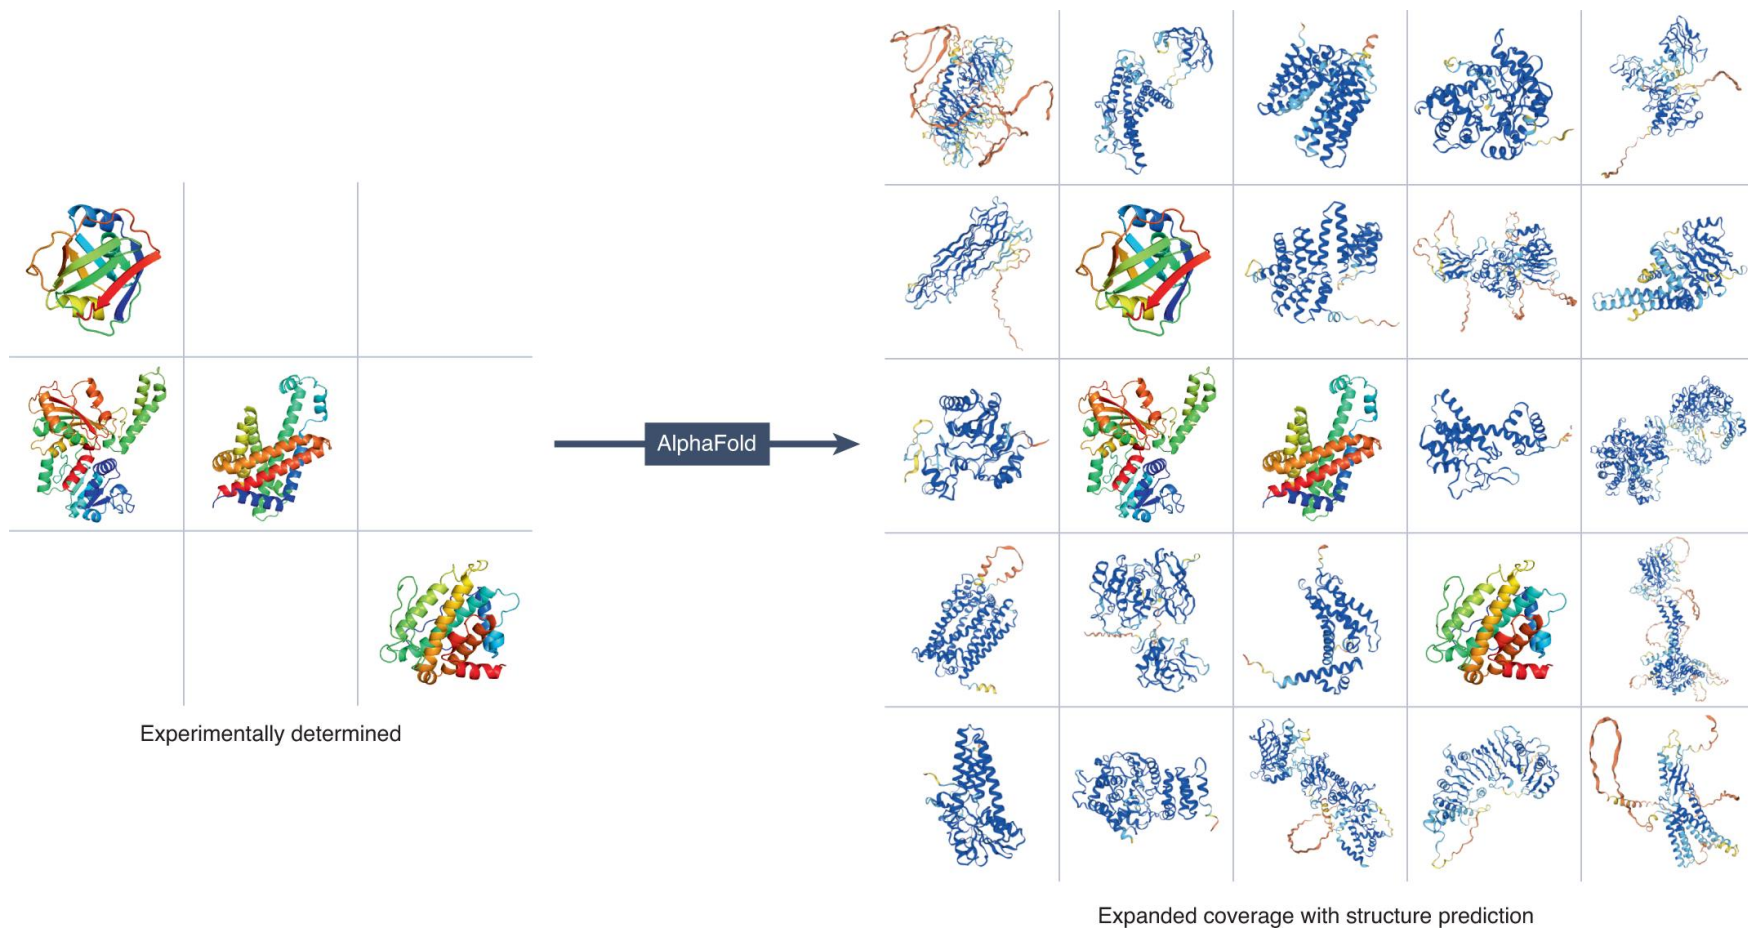 AlphaFold
Experimentally determined
Expanded coverage with structure prediction